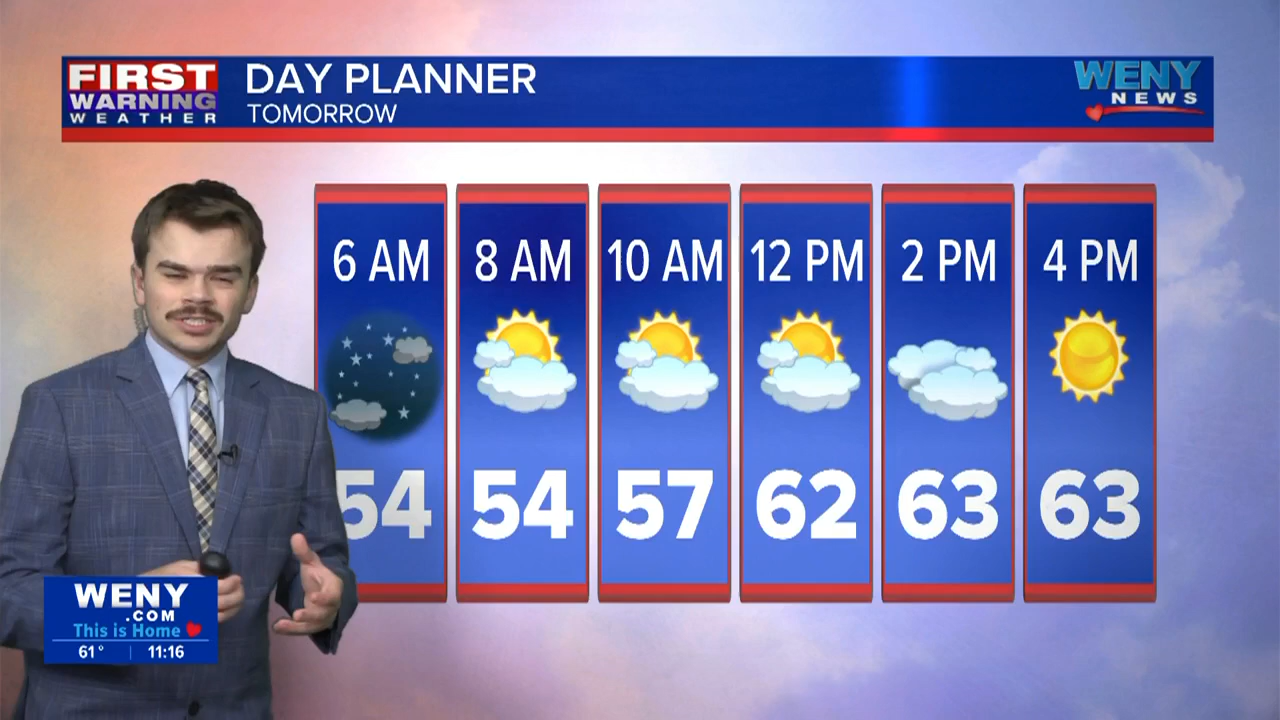 FIRST
WARNING
WEATHER
DAY PLANNER
TOMORROW
WENY
NEWS
6 AM 8 AM 10 AM 12 PM 2 PM 4 PM
54 54 57 62 63 63
WENY
.COM
This is Home
61° | 11:16